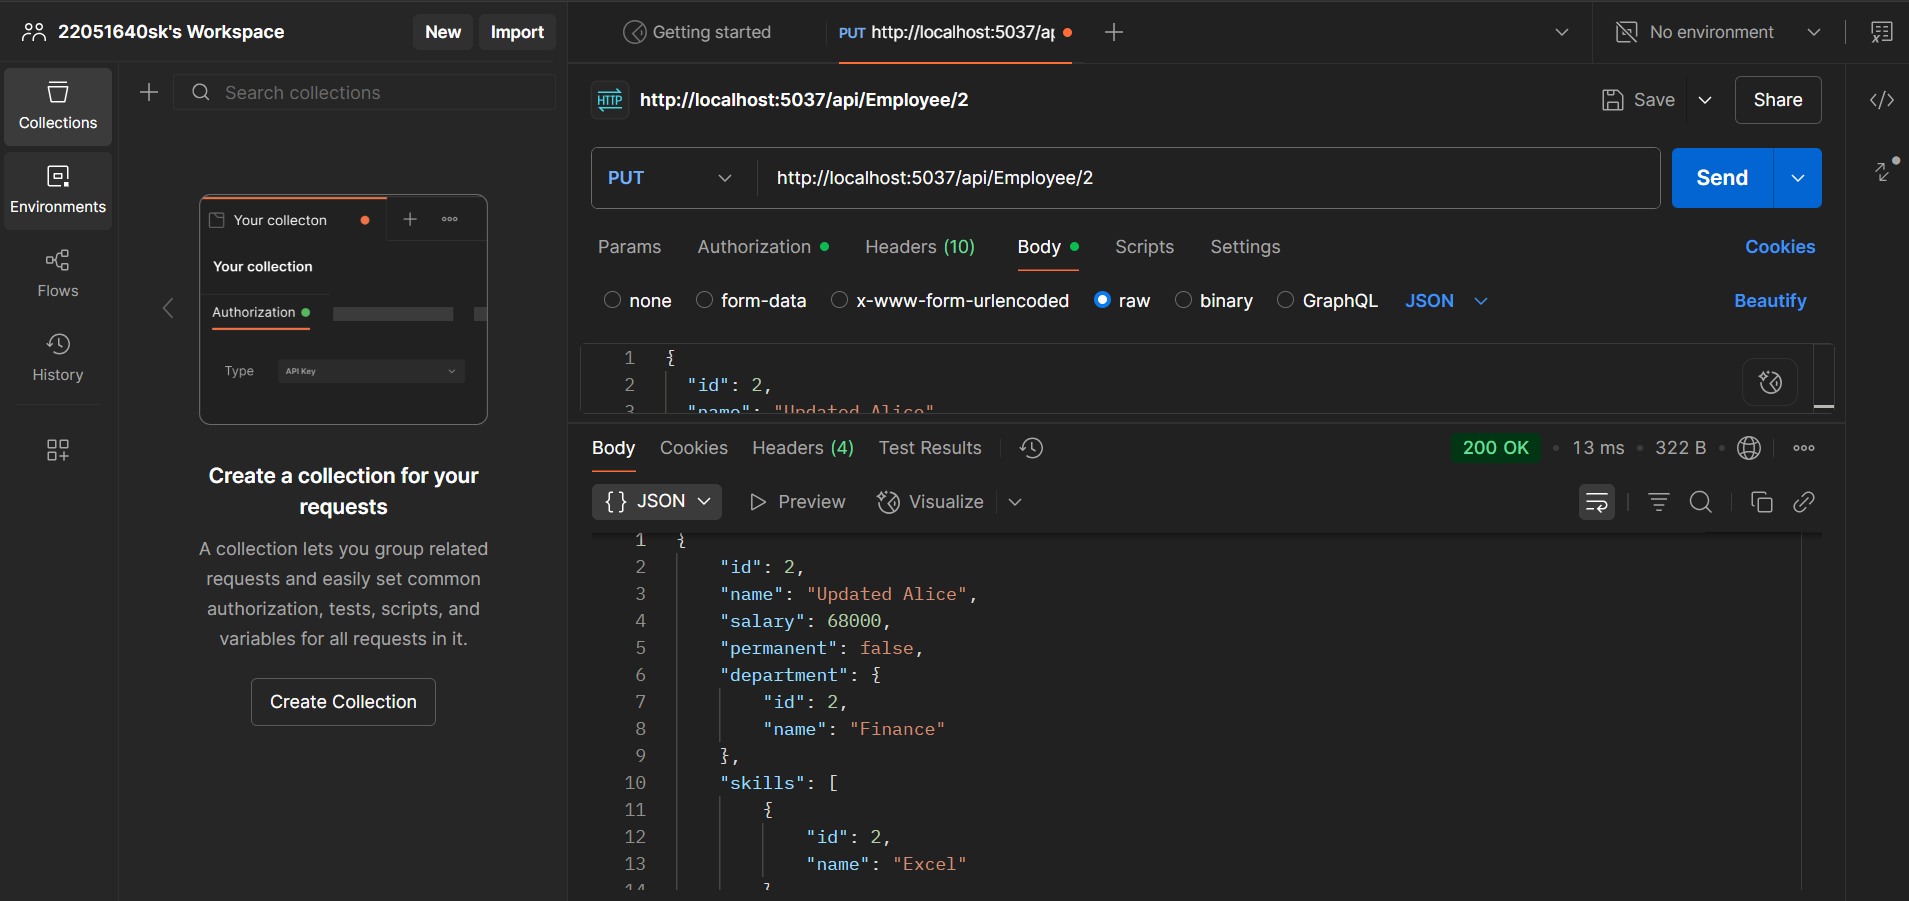 22051640sk's Workspace
New
Import
Getting started
PUT http://localhost:5037/ap
No environment
Collections
Environments
Flows
History
Search collections
Your collecton
Your collection
Authorization
Type
API Key
Create a collection for your
requests
A collection lets you group related
requests and easily set common
authorization, tests, scripts, and
variables for all requests in it.
Create Collection
HTTP
http://localhost:5037/api/Employee/2
Save
Share
PUT
http://localhost:5037/api/Employee/2
Send
Params
Authorization
Headers (10)
Body
Scripts
Settings
Cookies
none
form-data
x-www-form-urlencoded
raw
binary
GraphQL
JSON
Beautify
1 {
2 "id": 2,
3 "name": "Updated Alice"
Body
Cookies
Headers (4)
Test Results
200 OK
13 ms
322 B
{} JSON
Preview
Visualize
1 {
2 "id": 2,
3 "name": "Updated Alice",
4 "salary": 68000,
5 "permanent": false,
6 "department": {
7 "id": 2,
8 "name": "Finance"
9 },
10 "skills": [
11 {
12 "id": 2,
13 "name": "Excel"
14 }